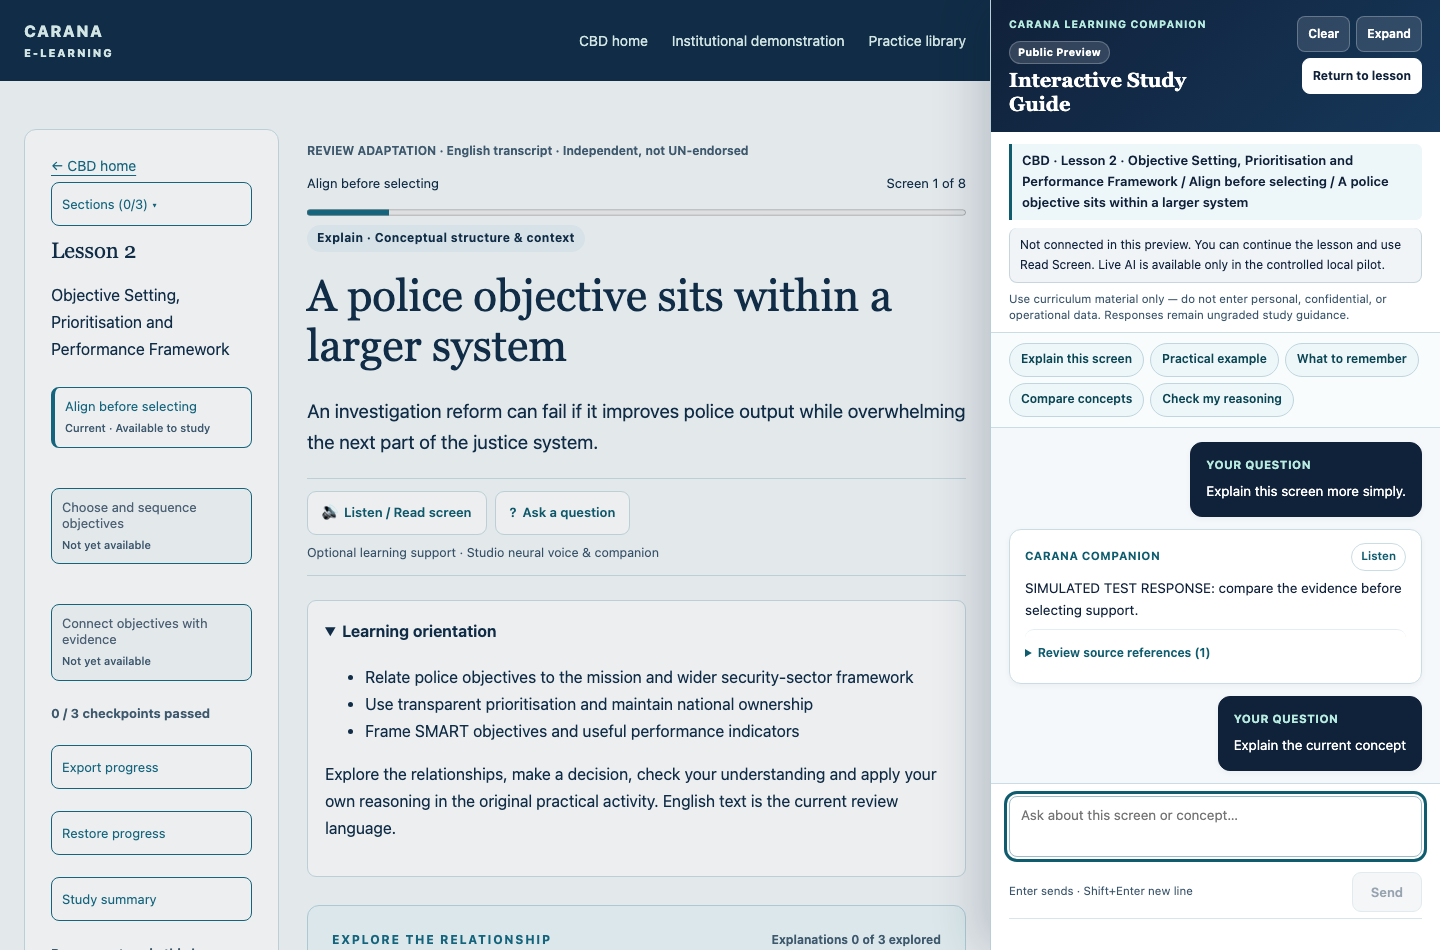 CARANA
E-LEARNING
CBD home
Institutional demonstration
Practice library
← CBD home
Sections (0/3) ▾
Lesson 2
Objective Setting,
Prioritisation and
Performance Framework
Align before selecting
Current · Available to study
Choose and sequence
objectives
Not yet available
Connect objectives with
evidence
Not yet available
0 / 3 checkpoints passed
Export progress
Restore progress
Study summary
REVIEW ADAPTATION · English transcript · Independent, not UN-endorsed
Align before selecting
Screen 1 of 8
Explain · Conceptual structure & context
A police objective sits within a
larger system
An investigation reform can fail if it improves police output while overwhelming
the next part of the justice system.
Listen / Read screen
? Ask a question
Optional learning support · Studio neural voice & companion
▼ Learning orientation
• Relate police objectives to the mission and wider security-sector framework
• Use transparent prioritisation and maintain national ownership
• Frame SMART objectives and useful performance indicators
Explore the relationships, make a decision, check your understanding and apply your
own reasoning in the original practical activity. English text is the current review
language.
EXPLORE THE RELATIONSHIP
Explanations 0 of 3 explored
CARANA LEARNING COMPANION
Public Preview
Interactive Study
Guide
Clear
Expand
Return to lesson
CBD · Lesson 2 · Objective Setting, Prioritisation and
Performance Framework / Align before selecting / A police
objective sits within a larger system
Not connected in this preview. You can continue the lesson and use
Read Screen. Live AI is available only in the controlled local pilot.
Use curriculum material only — do not enter personal, confidential, or
operational data. Responses remain ungraded study guidance.
Explain this screen
Practical example
What to remember
Compare concepts
Check my reasoning
YOUR QUESTION
Explain this screen more simply.
CARANA COMPANION
Listen
SIMULATED TEST RESPONSE: compare the evidence before
selecting support.
▶ Review source references (1)
YOUR QUESTION
Explain the current concept
Ask about this screen or concept...
Enter sends · Shift+Enter new line
Send